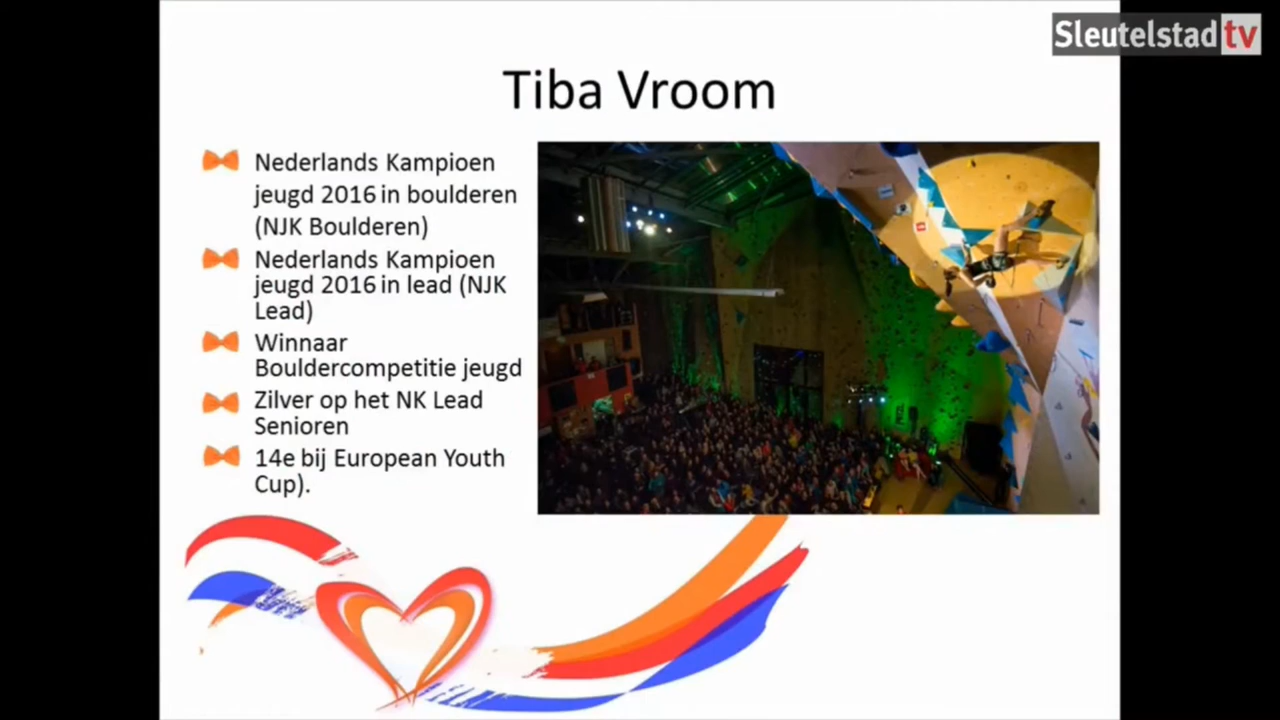 Sleutelstad tv
Tiba Vroom
Nederlands Kampioen
jeugd 2016 in boulderen
(NJK Boulderen)
Nederlands Kampioen
jeugd 2016 in lead (NJK
Lead)
Winnaar
Bouldercompetitie jeugd
Zilver op het NK Lead
Senioren
14e bij European Youth
Cup).